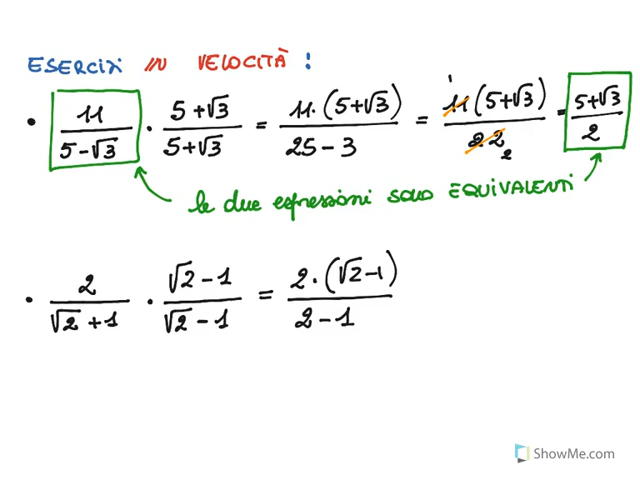 ESERCIZI IN VELOCITÀ :
• 11 / (5-√3) · (5+√3) / (5+√3) = 11·(5+√3) / (25-3) = 11 1 (5+√3) / 22 2 = (5+√3) / 2
le due espressioni sono EQUIVALENTI
• 2 / (√2+1) · (√2-1) / (√2-1) = 2·(√2-1) / (2-1)
ShowMe.com